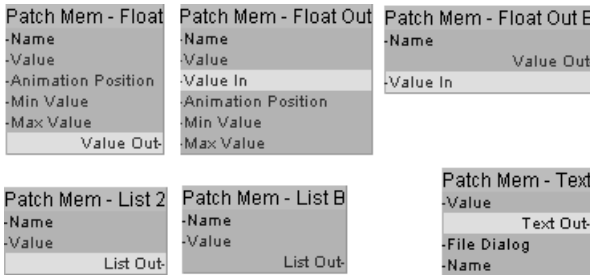 Patch Mem - Float
-Name
-Value
-Animation Position
-Min Value
-Max Value
Value Out-
Patch Mem - Float Out
-Name
-Value
-Value In
-Animation Position
-Min Value
-Max Value
Patch Mem - Float Out B
-Name
Value Out
-Value In
Patch Mem - List 2
-Name
-Value
List Out-
Patch Mem - List B
-Name
-Value
List Out-
Patch Mem - Text
-Value
Text Out-
-File Dialog
-Name